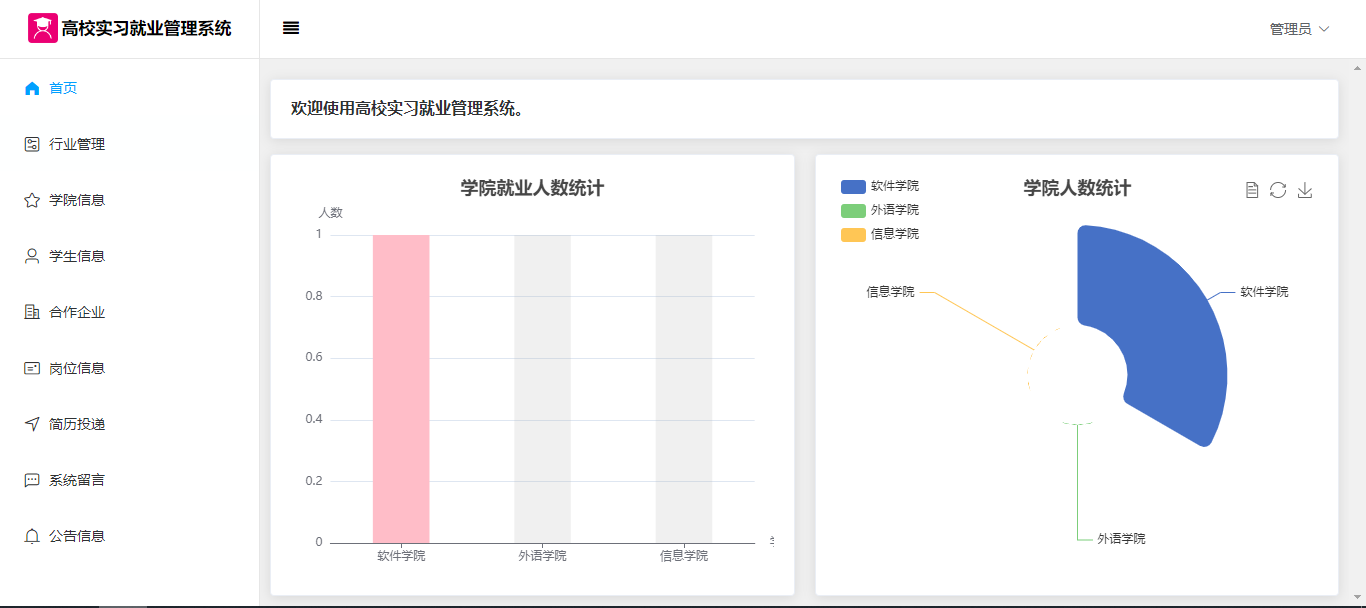 高校实习就业管理系统
管理员
首页
行业管理
学院信息
学生信息
合作企业
岗位信息
简历投递
系统留言
公告信息
欢迎使用高校实习就业管理系统。
学院就业人数统计
人数
1
0.8
0.6
0.4
0.2
0
软件学院
外语学院
信息学院
学院人数统计
软件学院
外语学院
信息学院
信息学院
软件学院
外语学院